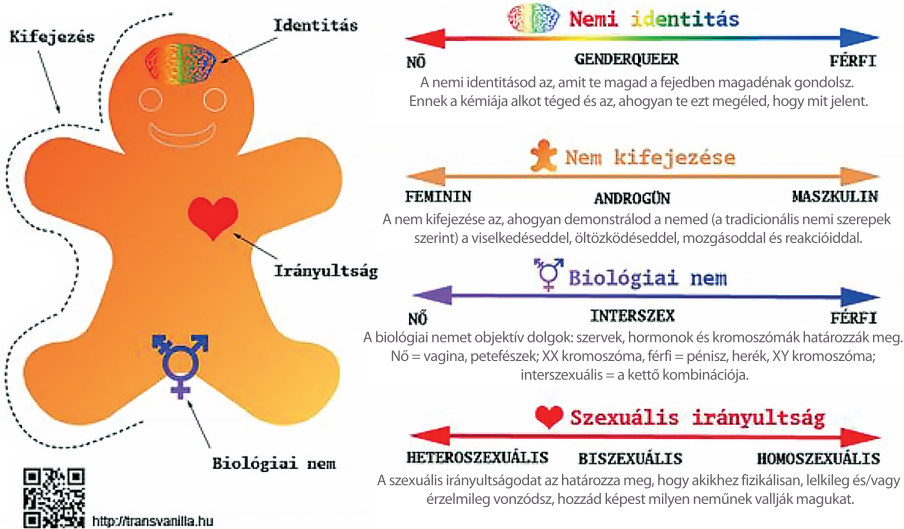 Kifejezés
Identitás
Irányultság
Biológiai nem
http://transvanilla.hu
Nemi identitás
NŐ GENDERQUEER FÉRFI
A nemi identitásod az, amit te magad a fejedben magadénak gondolsz.
Ennek a kémiája alkot téged és az, ahogyan te ezt megéled, hogy mit jelent.
Nem kifejezése
FEMININ ANDROGÜN MASZKULIN
A nem kifejezése az, ahogyan demonstrálod a nemed (a tradicionális nemi szerepek
szerint) a viselkedéseddel, öltözködéseddel, mozgásoddal és reakcióiddal.
Biológiai nem
NŐ INTERSZEX FÉRFI
A biológiai nemet objektív dolgok: szervek, hormonok és kromoszómák határozzák meg.
Nő = vagina, petefészek; XX kromoszóma, férfi = pénisz, herék, XY kromoszóma;
interszexuális = a kettő kombinációja.
Szexuális irányultság
HETEROSZEXUÁLIS BISZEXUÁLIS HOMOSZEXUÁLIS
A szexuális irányultságodat az határozza meg, hogy akikhez fizikálisan, lelkileg és/vagy
érzelmileg vonzódsz, hozzád képest milyen neműnek vallják magukat.